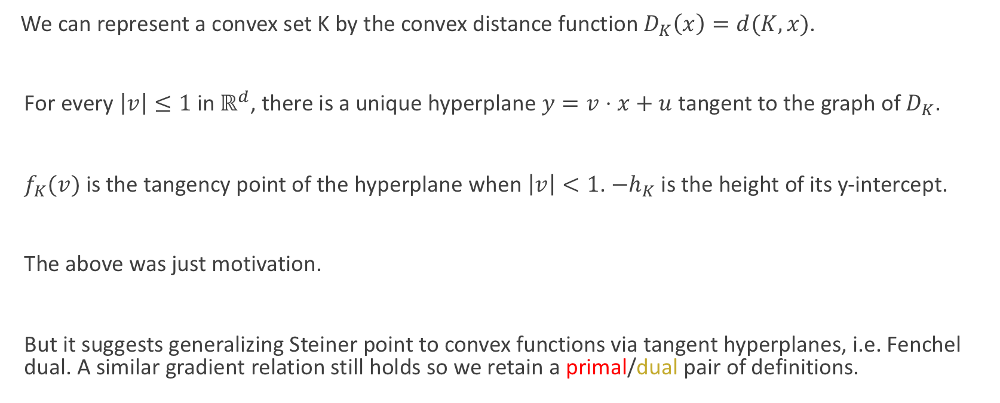 We can represent a convex set K by the convex distance function $D_K(x) = d(K, x)$.
For every $|v| \leq 1$ in $\mathbb{R}^d$, there is a unique hyperplane $y = v \cdot x + u$ tangent to the graph of $D_K$.
$f_K(v)$ is the tangency point of the hyperplane when $|v| < 1$. $-h_K$ is the height of its y-intercept.
The above was just motivation.
But it suggests generalizing Steiner point to convex functions via tangent hyperplanes, i.e. Fenchel
dual. A similar gradient relation still holds so we retain a primal/dual pair of definitions.